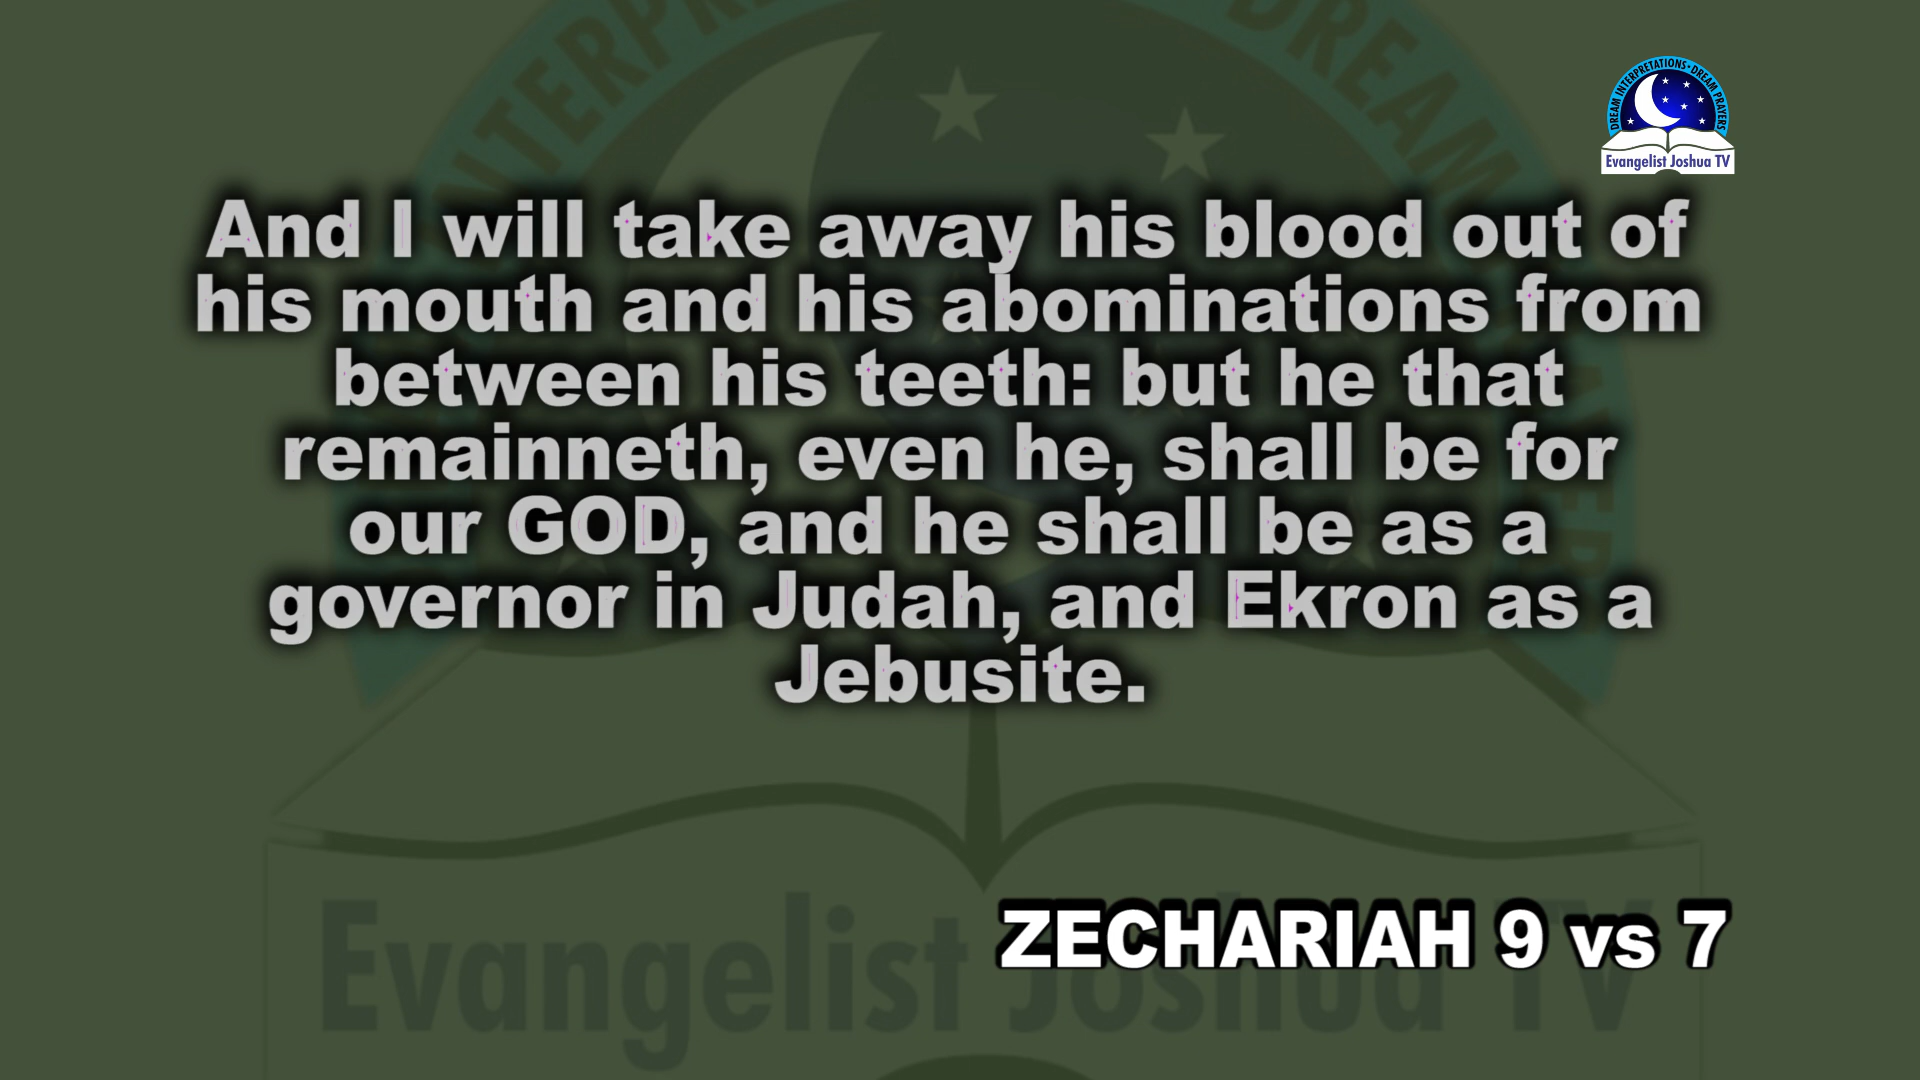 DREAM INTERPRETATIONS • DREAM PRAYERS
Evangelist Joshua TV
And I will take away his blood out of
his mouth and his abominations from
between his teeth: but he that
remainneth, even he, shall be for
our GOD, and he shall be as a
governor in Judah, and Ekron as a
Jebusite.
ZECHARIAH 9 vs 7
Evangelist Joshua TV